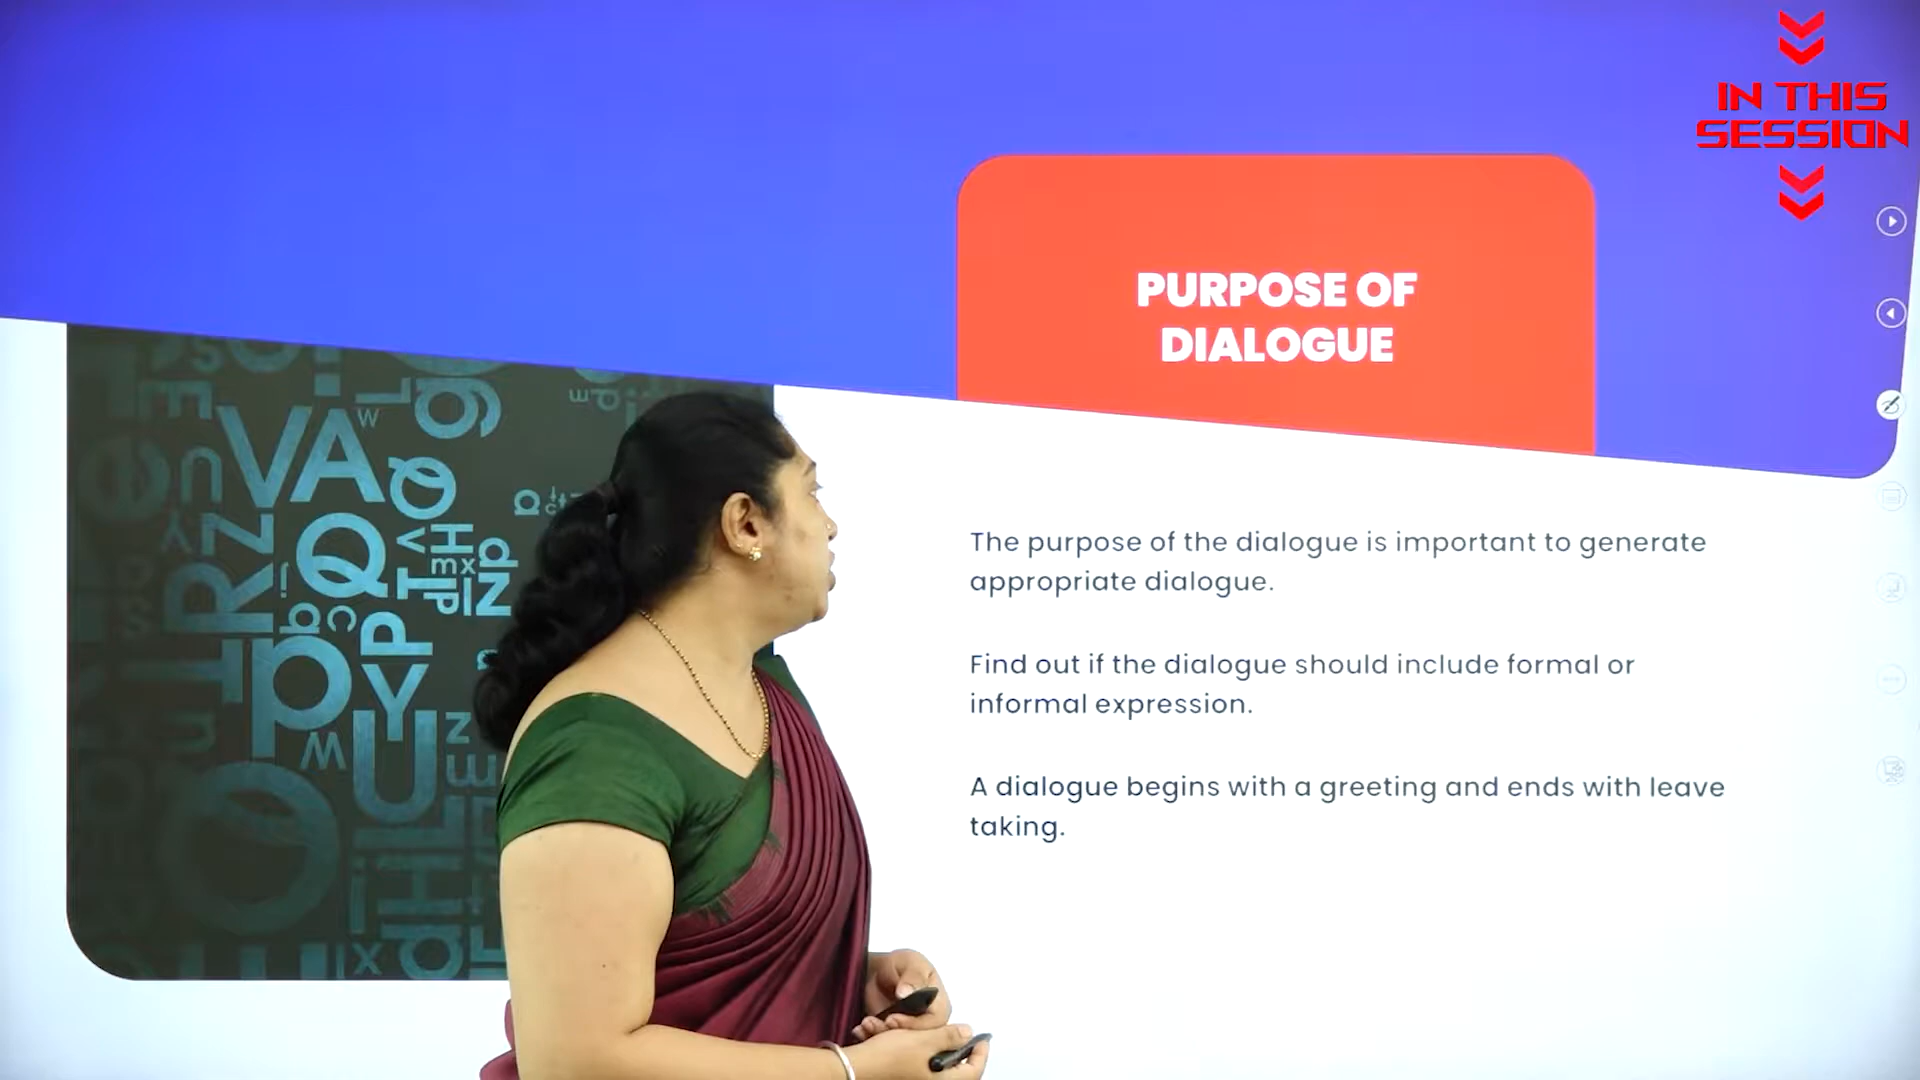 IN THIS
SESSION
PURPOSE OF
DIALOGUE
The purpose of the dialogue is important to generate
appropriate dialogue.
Find out if the dialogue should include formal or
informal expression.
A dialogue begins with a greeting and ends with leave
taking.